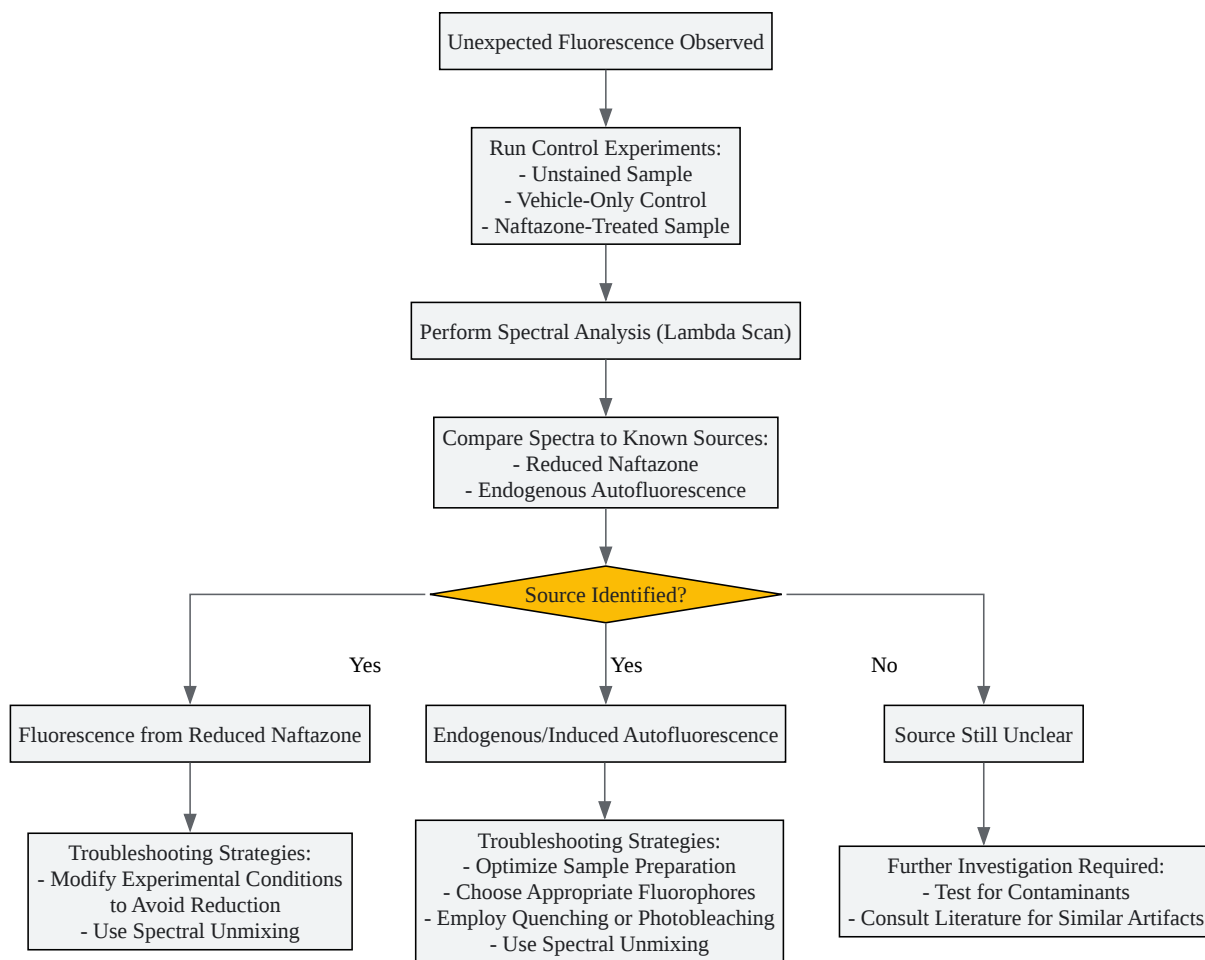 Unexpected Fluorescence Observed
Run Control Experiments:
- Unstained Sample
- Vehicle-Only Control
- Naftazone-Treated Sample
Perform Spectral Analysis (Lambda Scan)
Compare Spectra to Known Sources:
- Reduced Naftazone
- Endogenous Autofluorescence
Source Identified?
Yes
Yes
No
Fluorescence from Reduced Naftazone
Endogenous/Induced Autofluorescence
Source Still Unclear
Troubleshooting Strategies:
- Modify Experimental Conditions
to Avoid Reduction
- Use Spectral Unmixing
Troubleshooting Strategies:
- Optimize Sample Preparation
- Choose Appropriate Fluorophores
- Employ Quenching or Photobleaching
- Use Spectral Unmixing
Further Investigation Required:
- Test for Contaminants
- Consult Literature for Similar Artifacts